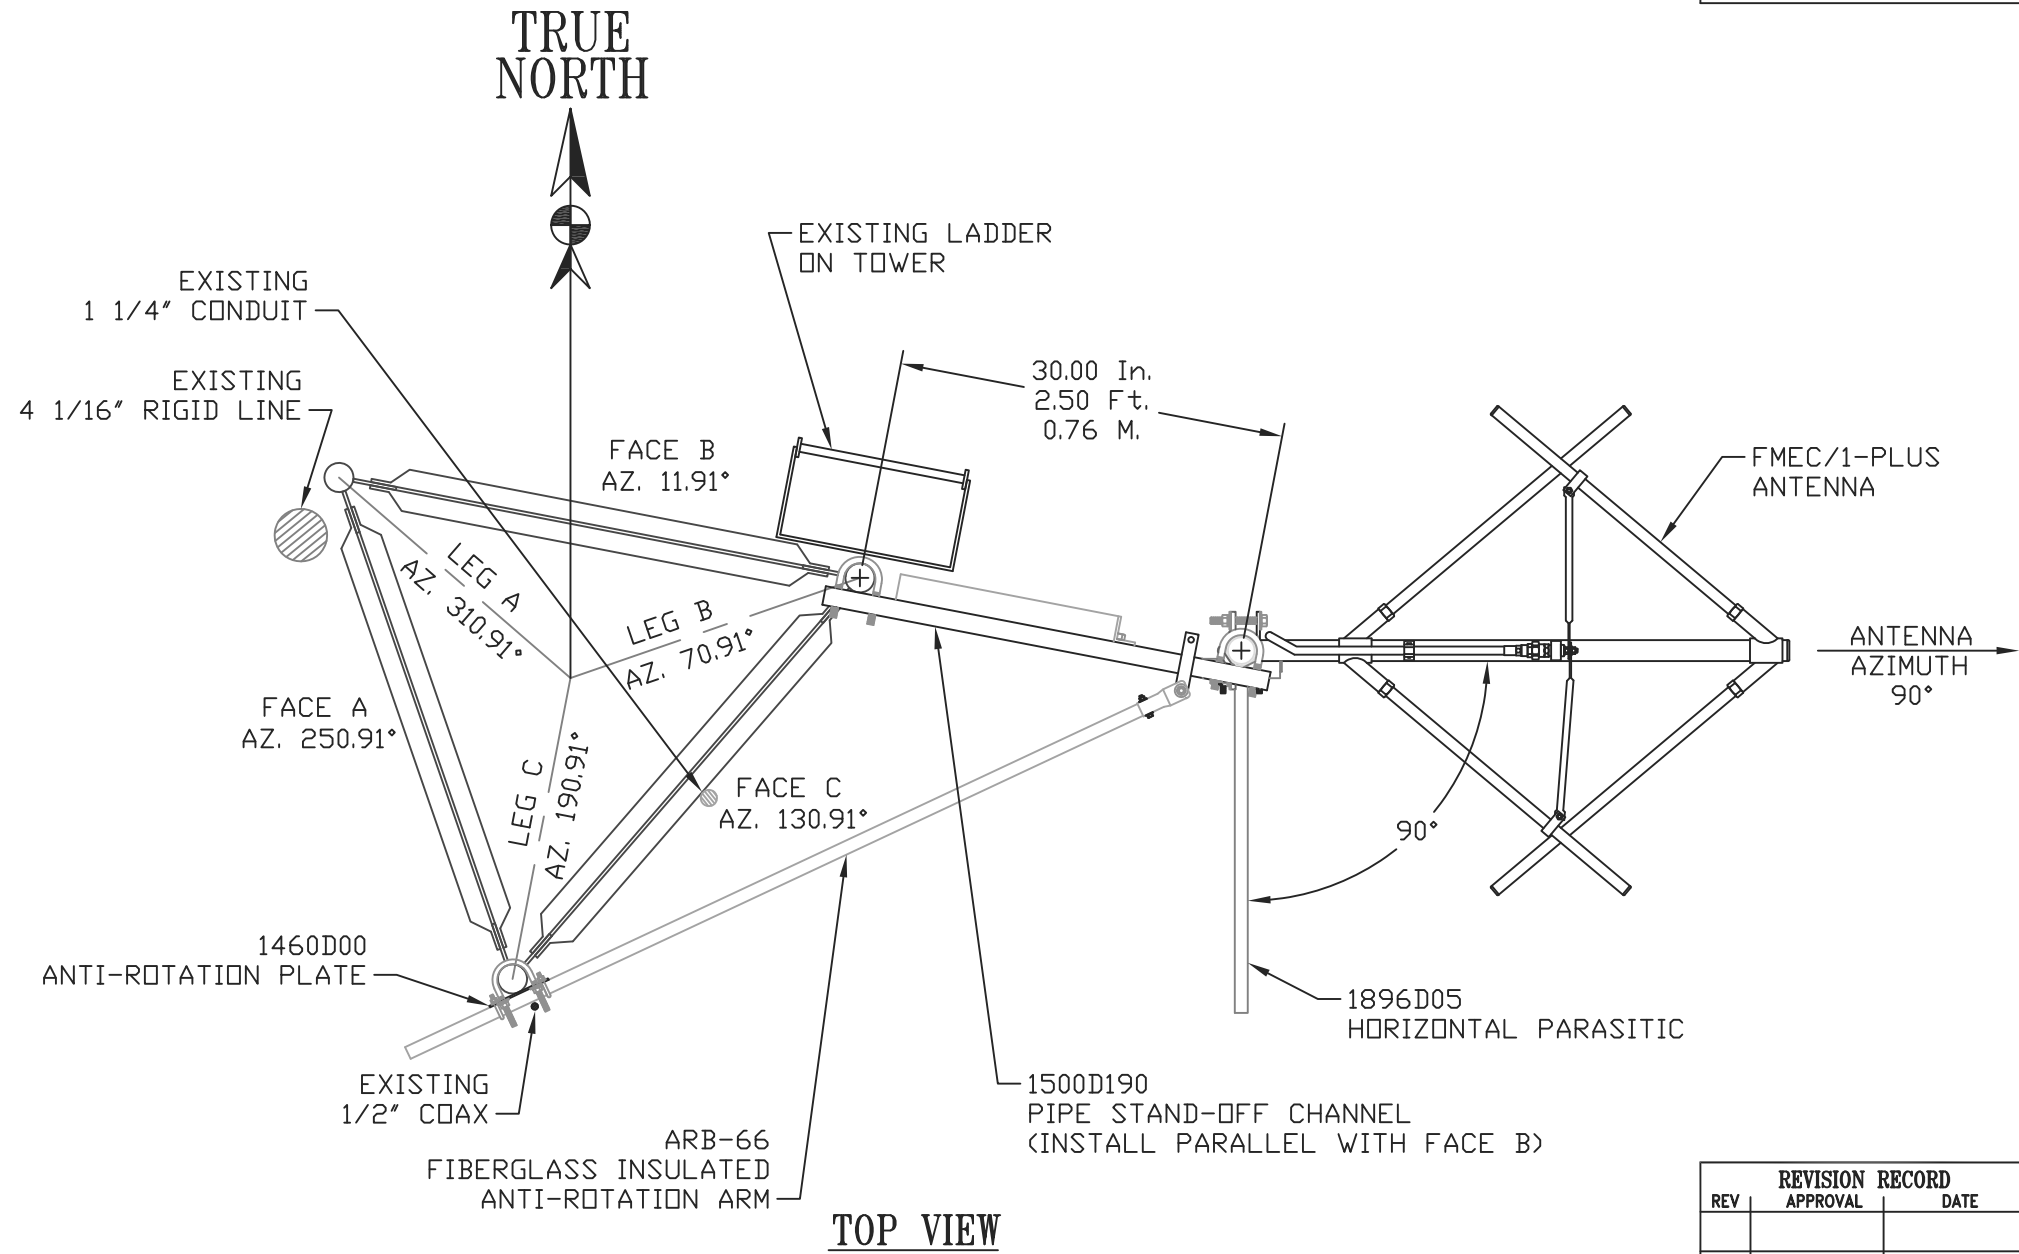 TRUE
NORTH
EXISTING LADDER
ON TOWER
EXISTING
1 1/4" CONDUIT
EXISTING
4 1/16" RIGID LINE
30.00 In.
2.50 Ft.
0.76 M.
FACE B
AZ. 11.91°
FMEC/1-PLUS
ANTENNA
LEG A
AZ. 310.91°
LEG B
AZ. 70.91°
ANTENNA
AZIMUTH
90°
FACE A
AZ. 250.91°
LEG C
AZ. 190.91°
FACE C
AZ. 130.91°
90°
1460D00
ANTI-ROTATION PLATE
1896D05
HORIZONTAL PARASITIC
EXISTING
1/2" COAX
1500D190
PIPE STAND-OFF CHANNEL
(INSTALL PARALLEL WITH FACE B)
ARB-66
FIBERGLASS INSULATED
ANTI-ROTATION ARM
TOP VIEW
REVISION RECORD
REV APPROVAL DATE